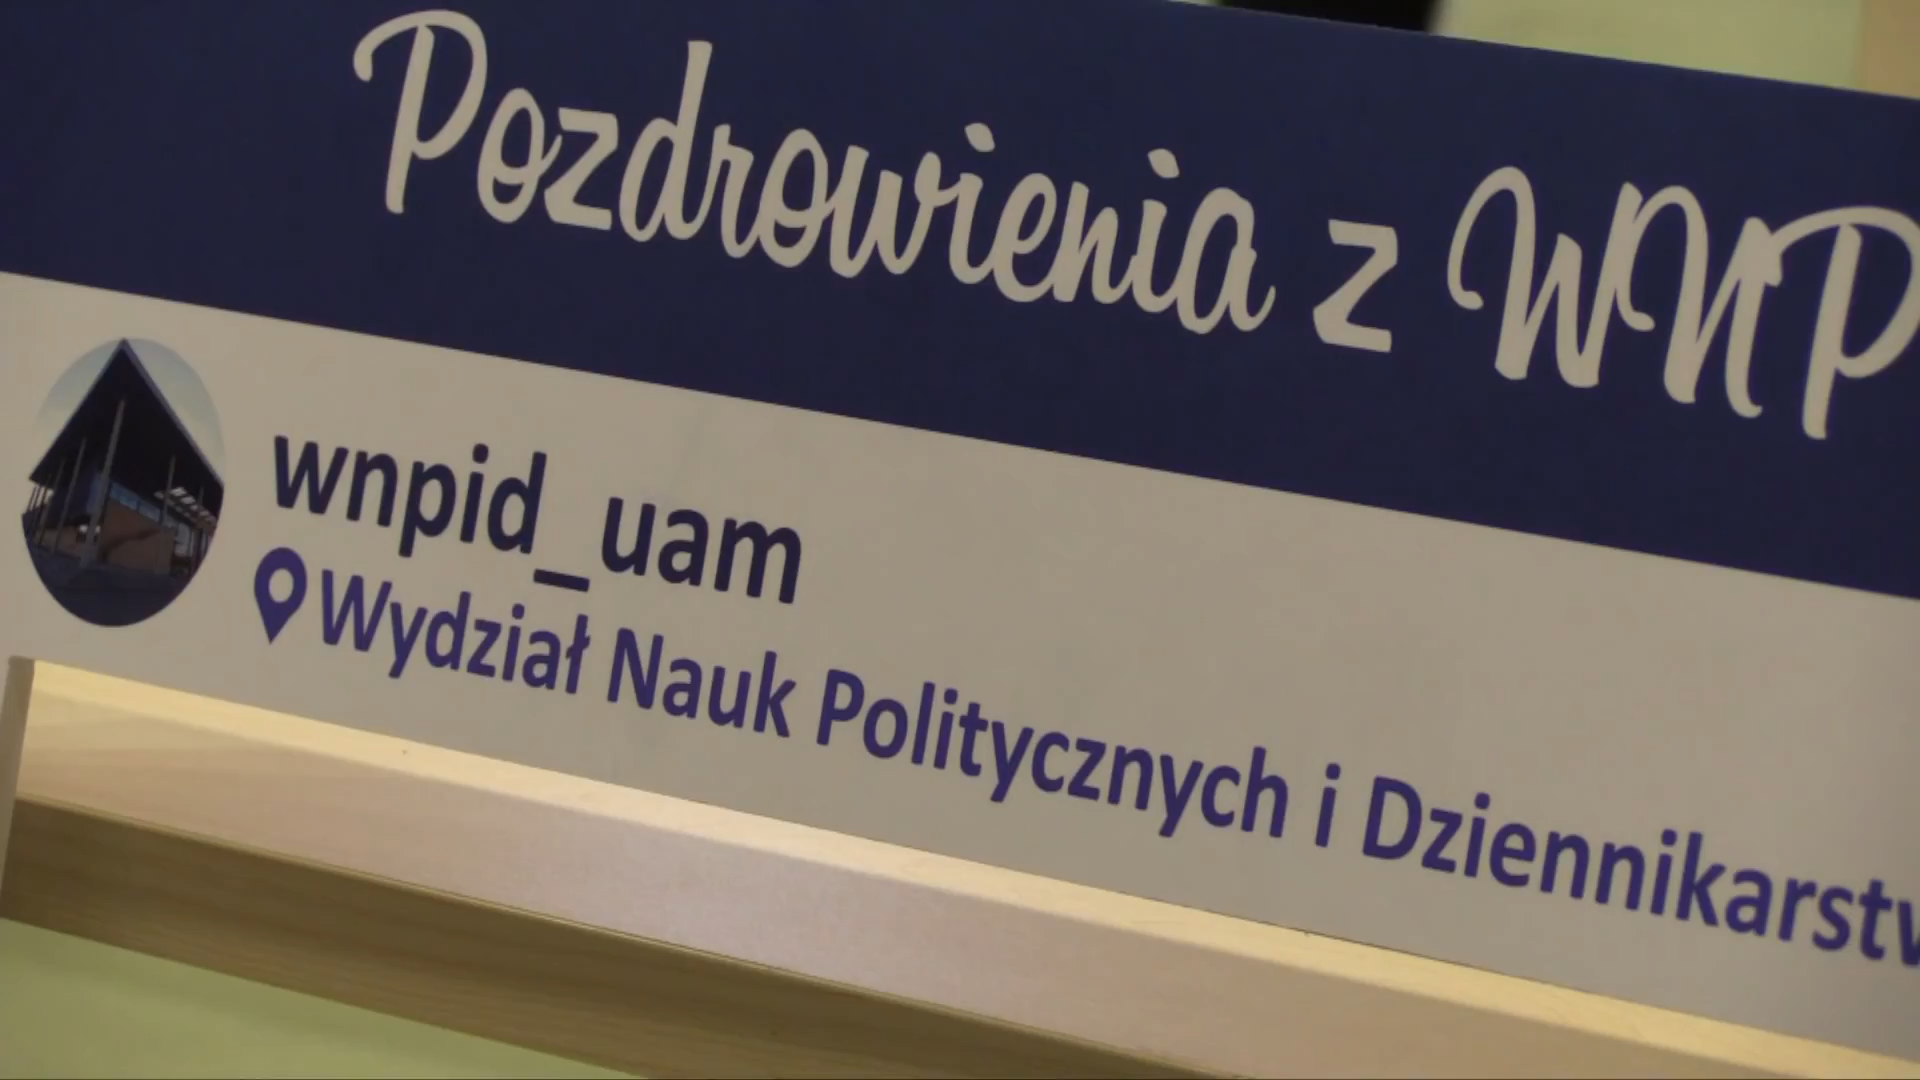 Pozdrowienia z WNP
wnpid_uam
Wydział Nauk Politycznych i Dziennikarstw